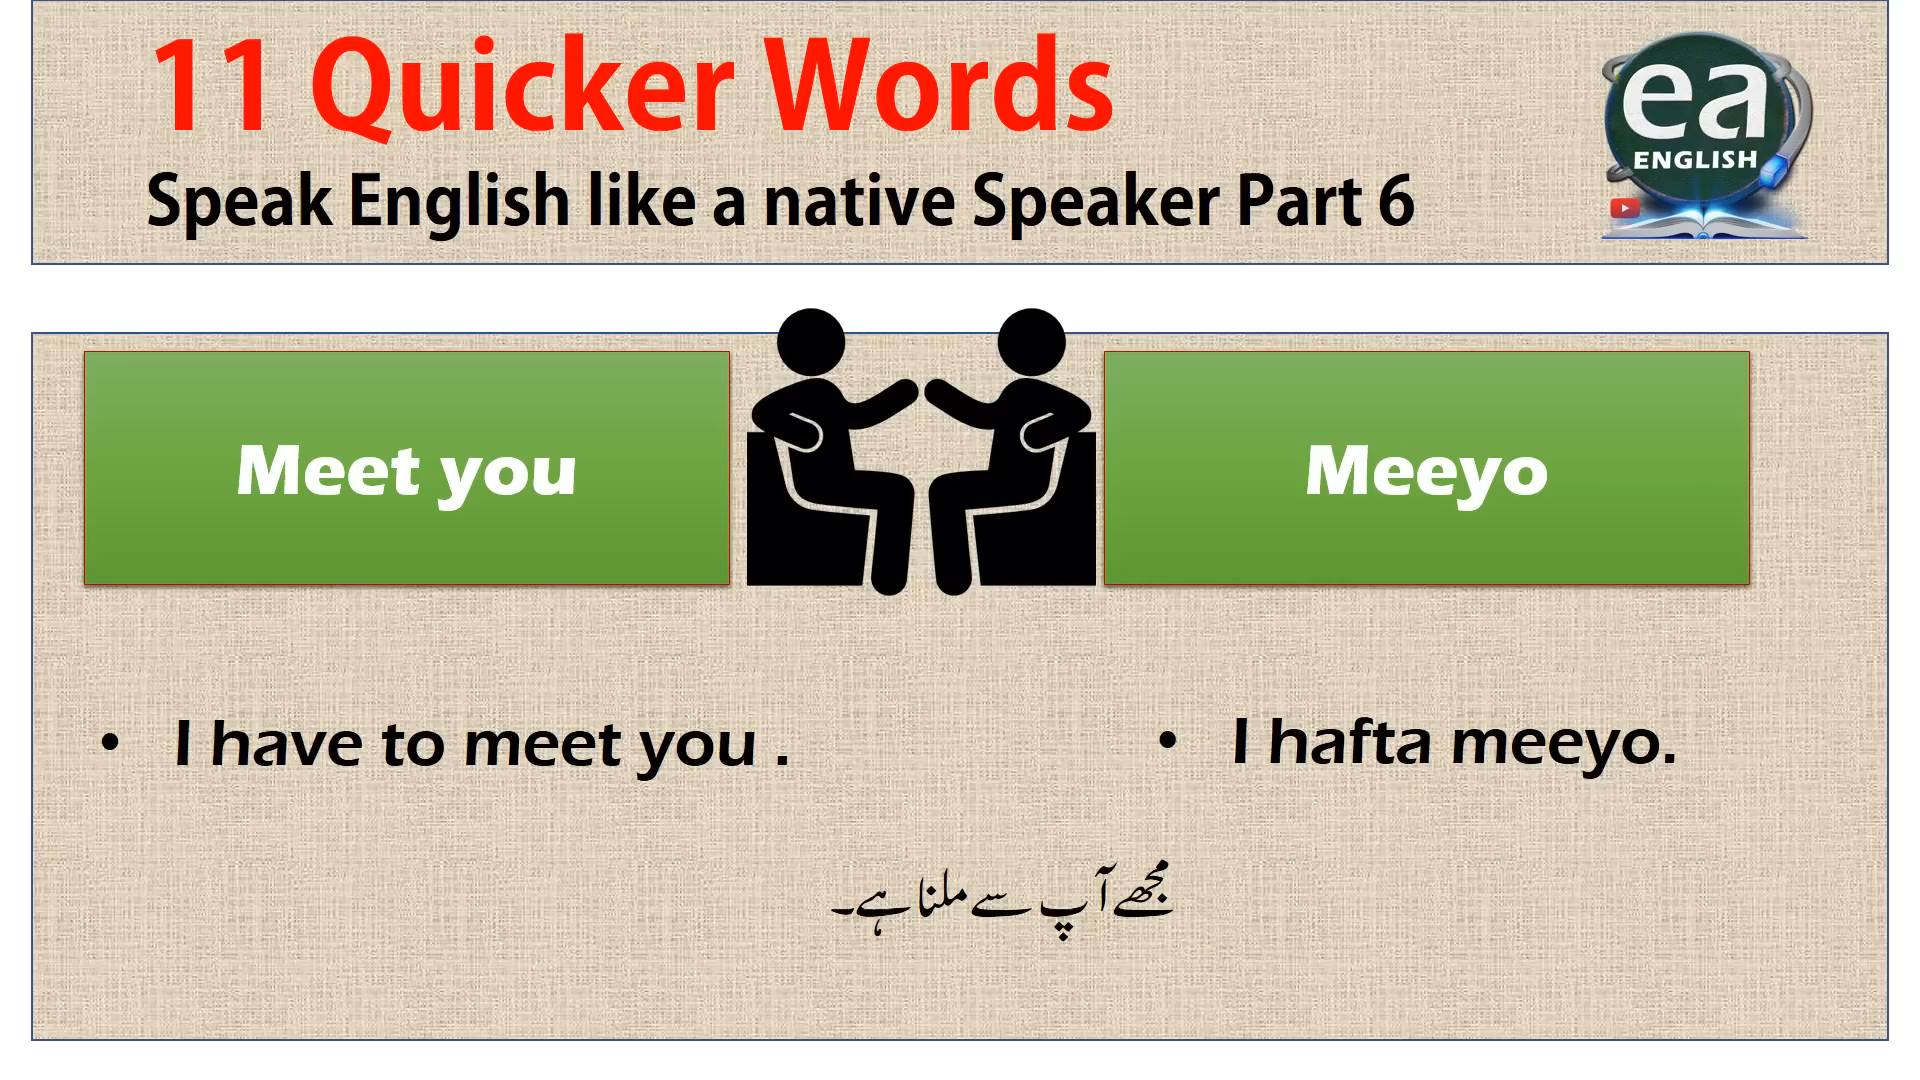 11 Quicker Words
Speak English like a native Speaker Part 6
ea
ENGLISH
Meet you
Meeyo
• I have to meet you .
• I hafta meeyo.
مجھے آپ سے ملنا ہے۔